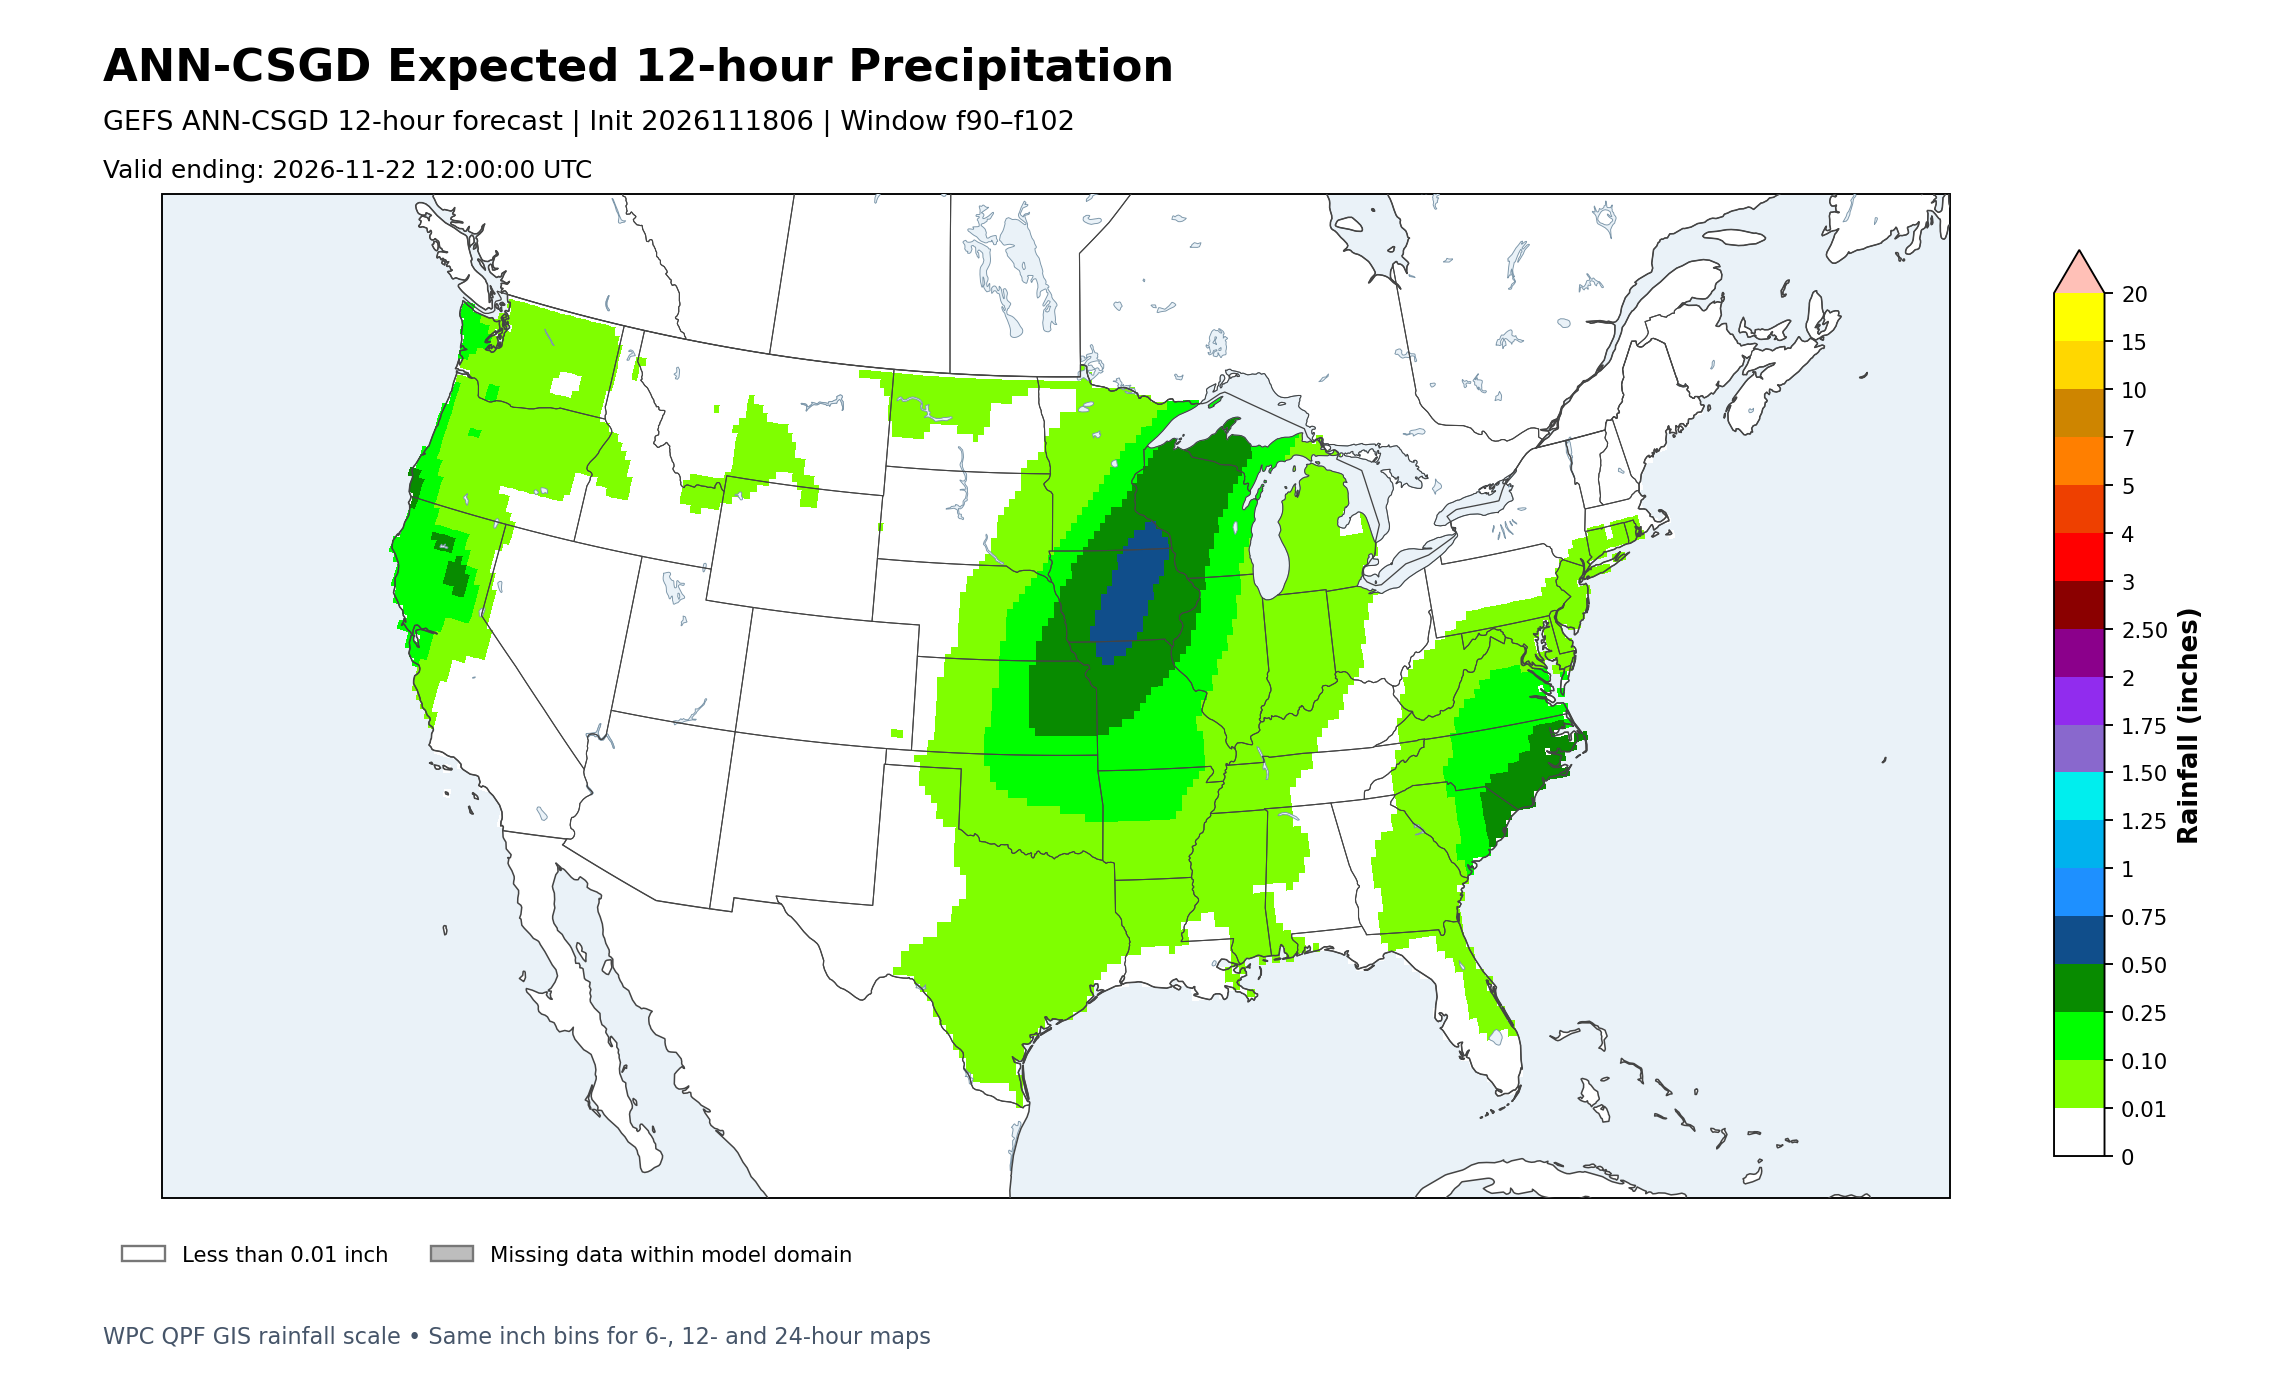 ANN-CSGD Expected 12-hour Precipitation
GEFS ANN-CSGD 12-hour forecast | Init 2026111806 | Window f90–f102
Valid ending: 2026-11-22 12:00:00 UTC
20
15
10
7
5
4
3
2.50
2
1.75
1.50
1.25
1
0.75
0.50
0.25
0.10
0.01
0
Rainfall (inches)
Less than 0.01 inch
Missing data within model domain
WPC QPF GIS rainfall scale • Same inch bins for 6-, 12- and 24-hour maps